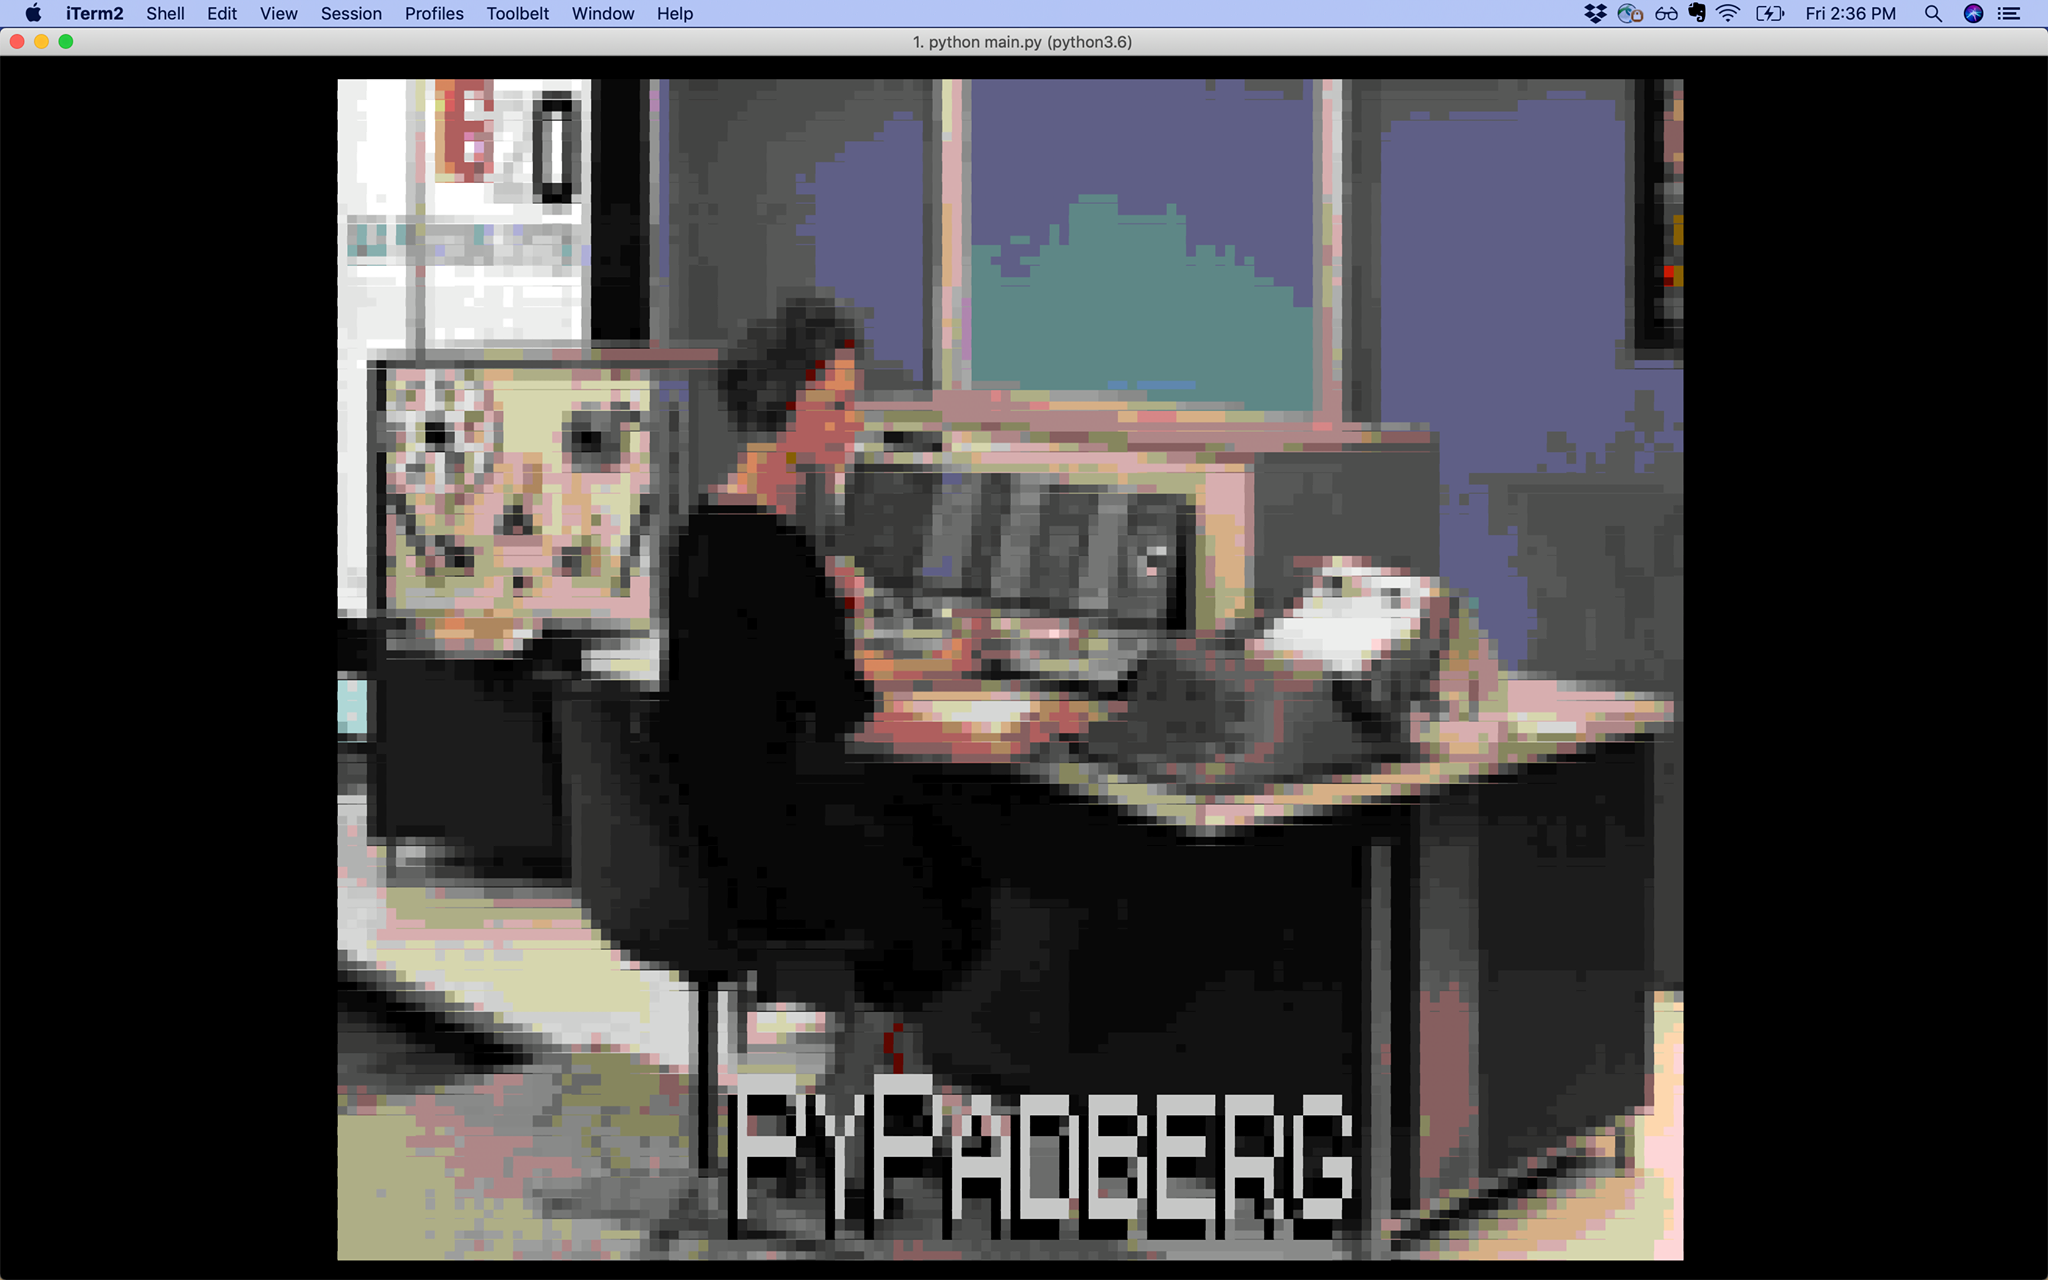 iTerm2 Shell Edit View Session Profiles Toolbelt Window Help Fri 2:36 PM
1. python main.py (python3.6)
E 0
PYPADBERG